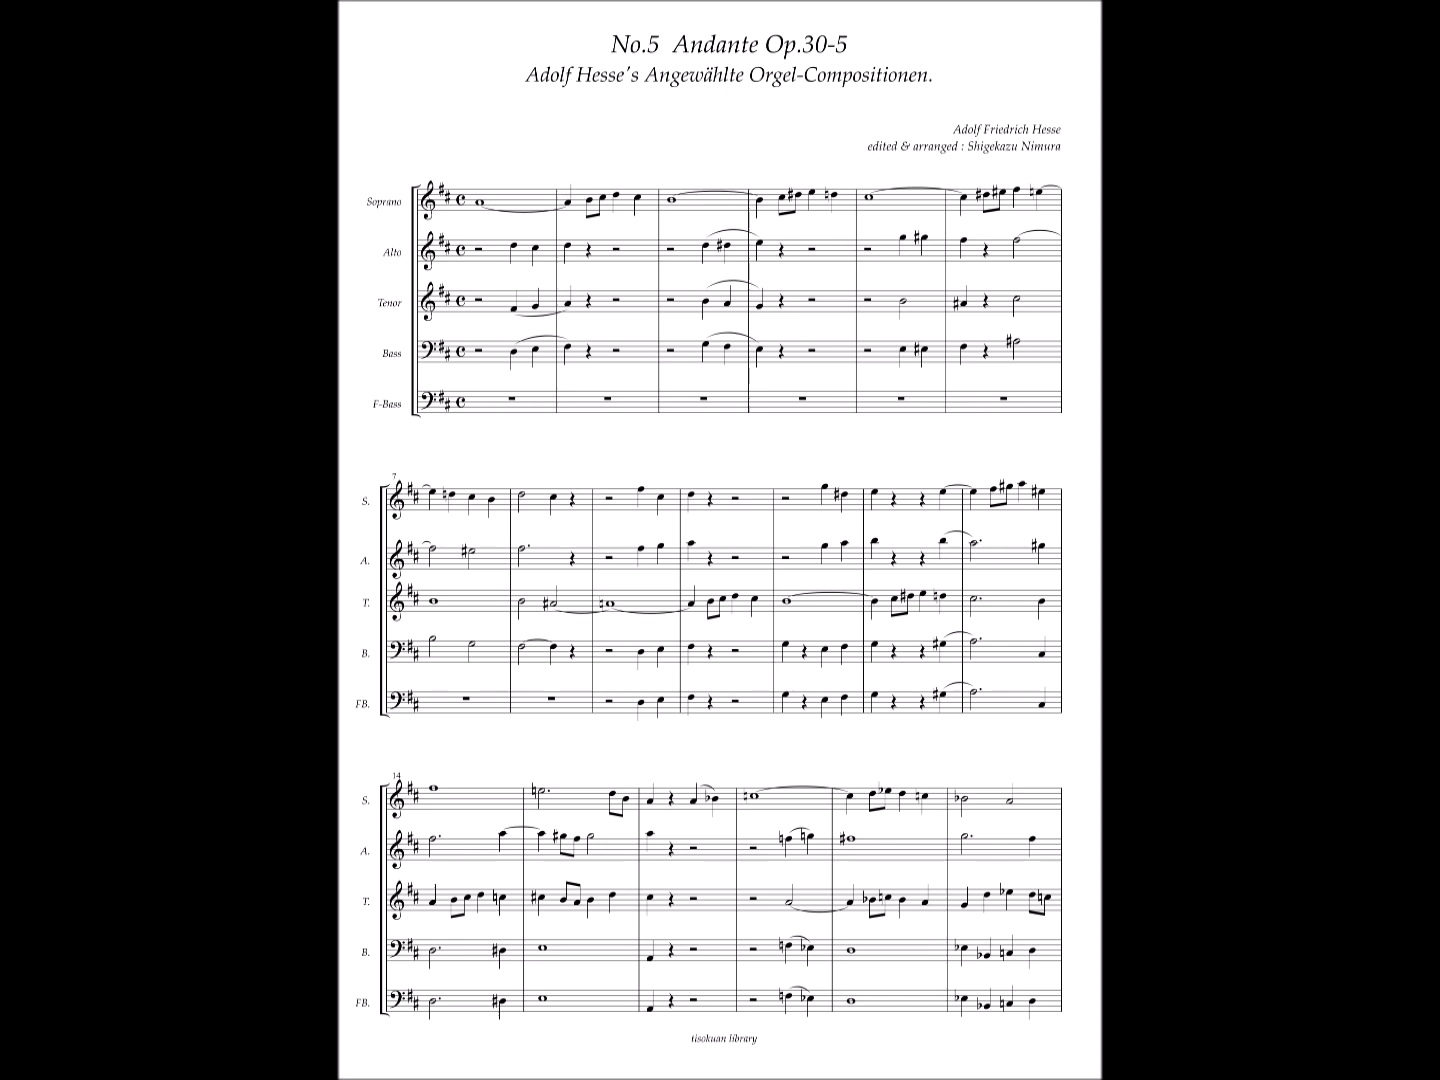 No.5 Andante Op.30-5
Adolf Hesse's Angewählte Orgel-Compositionen.
Adolf Friedrich Hesse
edited & arranged : Shigekazu Nimura
Soprano
Alto
Tenor
Bass
F-Bass
7
S.
A.
T.
B.
FB.
14
S.
A.
T.
B.
FB.
tisokuan library